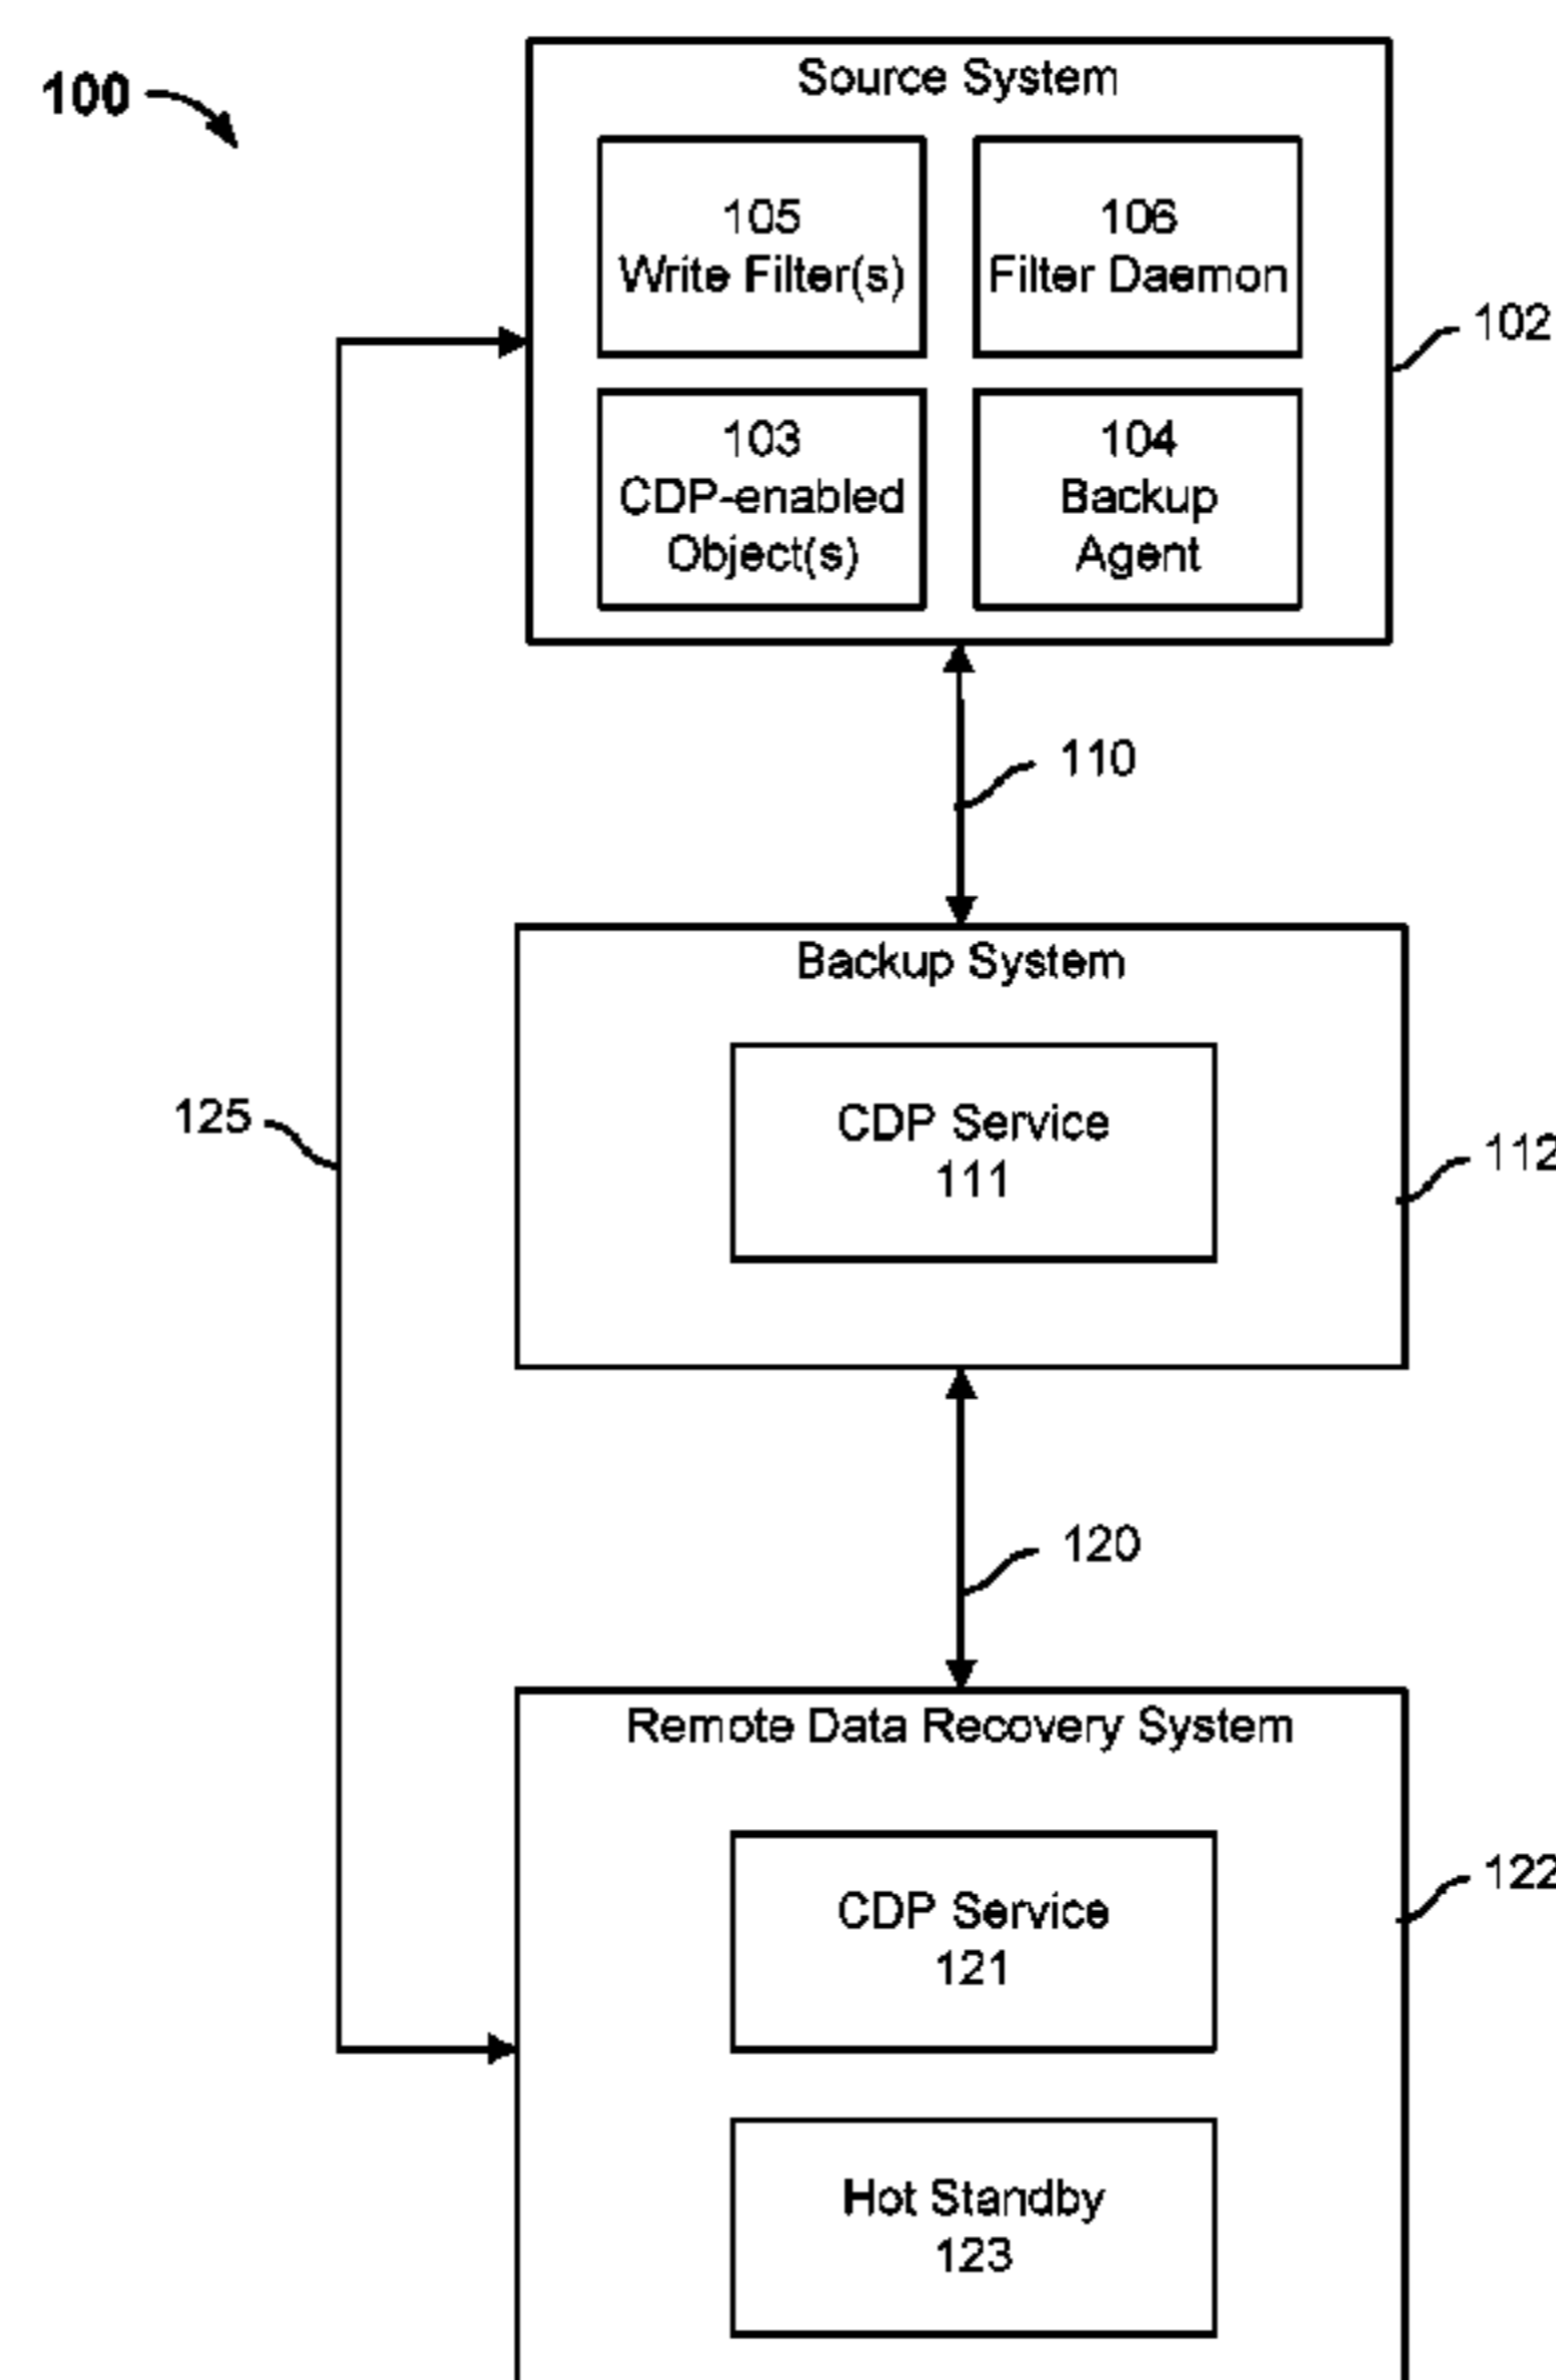 100
Source System
105
Write Filter(s)
106
Filter Daemon
102
103
CDP-enabled
Object(s)
104
Backup
Agent
110
Backup System
CDP Service
111
125
112
120
Remote Data Recovery System
CDP Service
121
122
Hot Standby
123